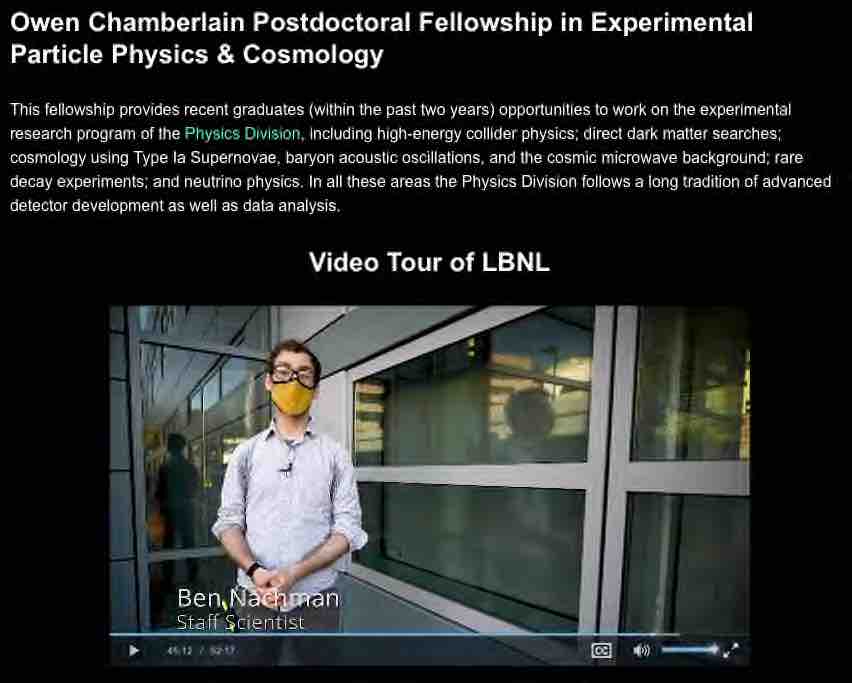 Owen Chamberlain Postdoctoral Fellowship in Experimental
Particle Physics & Cosmology
This fellowship provides recent graduates (within the past two years) opportunities to work on the experimental
research program of the Physics Division, including high-energy collider physics; direct dark matter searches;
cosmology using Type Ia Supernovae, baryon acoustic oscillations, and the cosmic microwave background; rare
decay experiments; and neutrino physics. In all these areas the Physics Division follows a long tradition of advanced
detector development as well as data analysis.
Video Tour of LBNL
Ben Nachman
Staff Scientist
45:12 / 52:17
CC